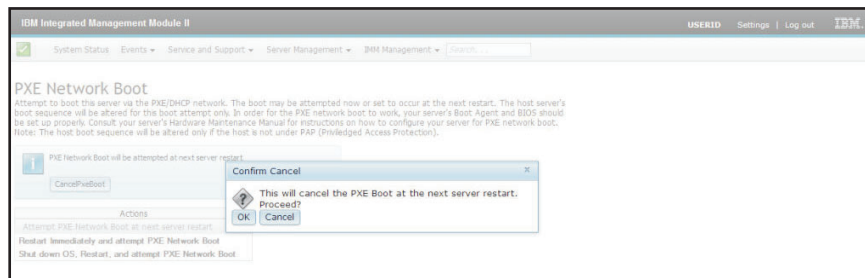 IBM Integrated Management Module II
USERID Settings | Log out IBM.
System Status Events Service and Support Server Management IMM Management Search...
PXE Network Boot
Attempt to boot this server via the PXE/DHCP network. The boot may be attempted now or set to occur at the next restart. The host server's
boot sequence will be altered for this boot attempt only. In order for the PXE network boot to work, your server's Boot Agent and BIOS should
be set up properly. Consult your server's Hardware Maintenance Manual for instructions on how to configure your server for PXE network boot.
Note: The host boot sequence will be altered only if the host is not under PAP (Priviledged Access Protection).
PXE Network Boot will be attempted at next server restart
CancelPxeBoot
Confirm Cancel x
This will cancel the PXE Boot at the next server restart.
Proceed?
OK Cancel
Actions
Attempt PXE Network Boot at next server restart
Restart Immediately and attempt PXE Network Boot
Shut down OS, Restart, and attempt PXE Network Boot